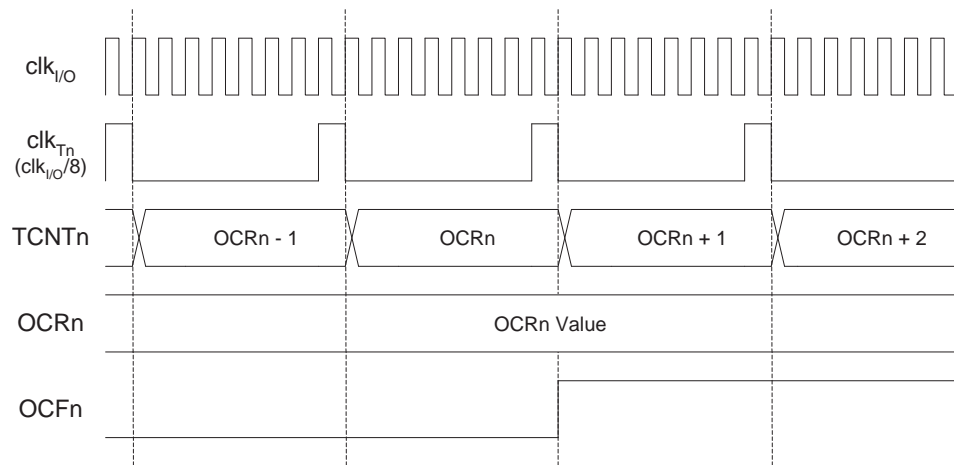 clkI/O
clkTn
(clkI/O/8)
TCNTn
OCRn - 1
OCRn
OCRn + 1
OCRn + 2
OCRn
OCRn Value
OCFn